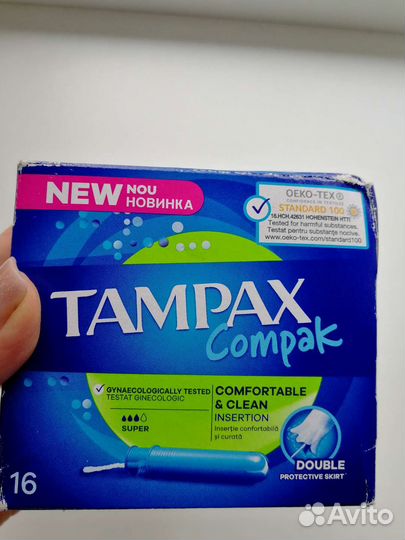 NEW NOU
НОВИНКА
OEKO-TEX®
CONFIDENCE IN TEXTILES
STANDARD 100
16.HCH.42631 HOHENSTEIN HTTI
Tested for harmful substances.
Testat pentru substanțe nocive.
www.oeko-tex.com/standard100
TAMPAX
Compak
GYNAECOLOGICALLY TESTED
TESTAT GINECOLOGIC
SUPER
COMFORTABLE
& CLEAN
INSERTION
Inserție confortabilă
și curată
DOUBLE
PROTECTIVE SKIRT
16
Avito